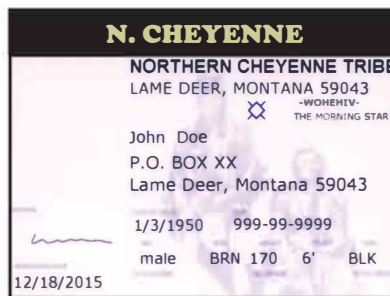 N. CHEYENNE
NORTHERN CHEYENNE TRIBE
LAME DEER, MONTANA 59043
-WOHEHIV-
THE MORNING STAR
John Doe
P.O. BOX XX
Lame Deer, Montana 59043
1/3/1950 999-99-9999
male BRN 170 6' BLK
12/18/2015